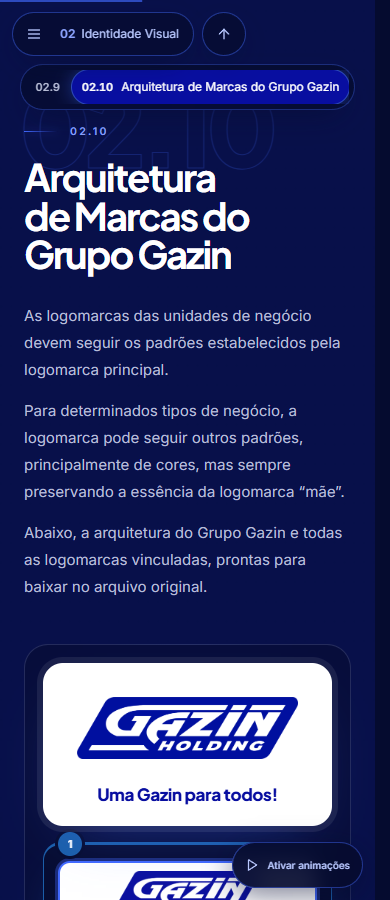 02 Identidade Visual
02.9
02.10 Arquitetura de Marcas do Grupo Gazin
02.10
02.10
Arquitetura
de Marcas do
Grupo Gazin
As logomarcas das unidades de negócio
devem seguir os padrões estabelecidos pela
logomarca principal.
Para determinados tipos de negócio, a
logomarca pode seguir outros padrões,
principalmente de cores, mas sempre
preservando a essência da logomarca “mãe”.
Abaixo, a arquitetura do Grupo Gazin e todas
as logomarcas vinculadas, prontas para
baixar no arquivo original.
GAZIN
HOLDING
Uma Gazin para todos!
1
Ativar animações
GAZIN